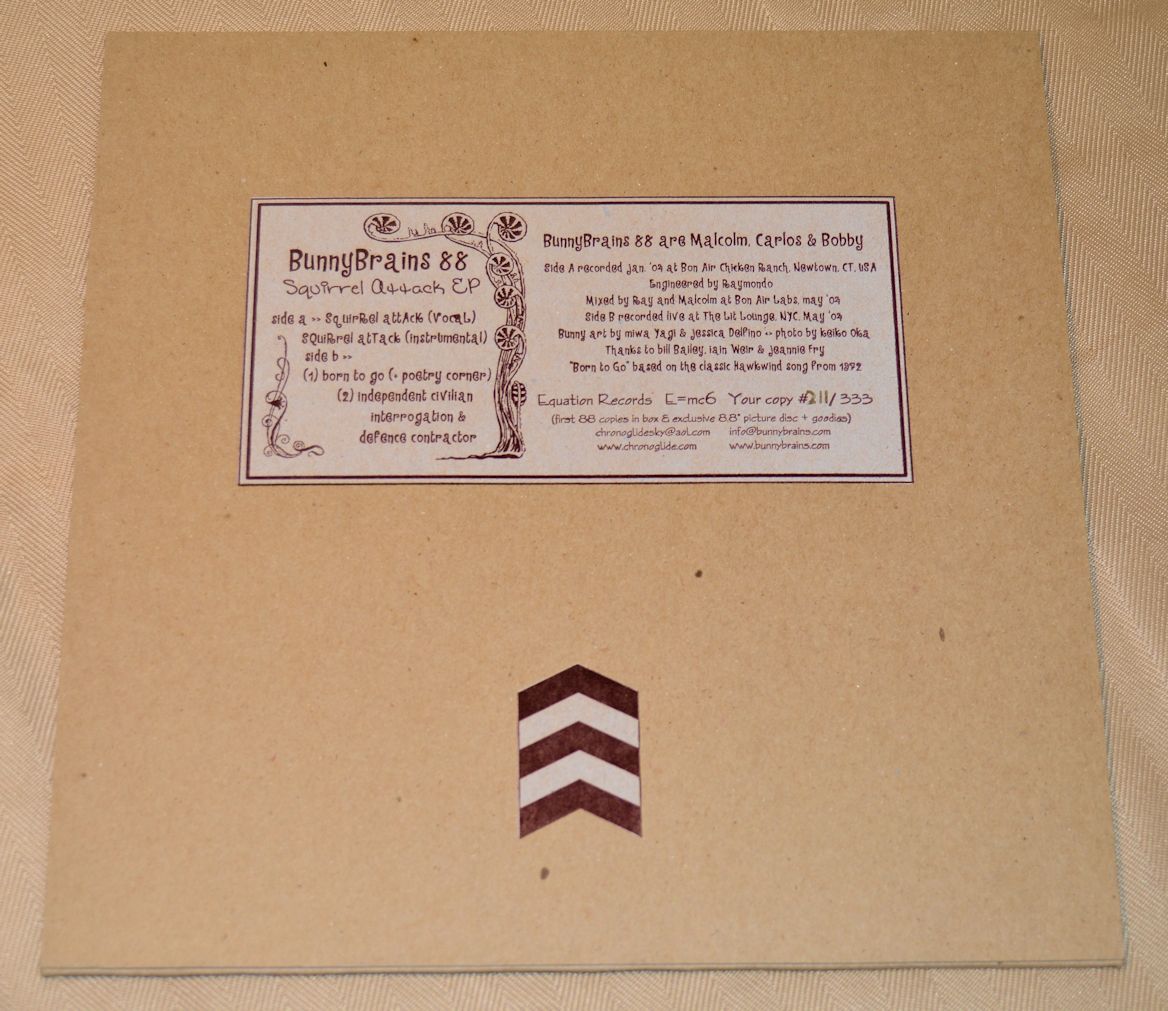 BunnyBrains 88
Squirrel Attack EP
side a >> SquirRel attAck (vocaL)
SQuiRrel atTack (instrumental)
side b >>
(1) born to go (+ poetry corner)
(2) independent civilian
interrogation &
defence contractor
BunnyBrains 88 are Malcolm, Carlos & Bobby
Side A recorded Jan. '04 at Bon Air Chicken Ranch, Newtown, CT, USA
Engineered by Raymondo
Mixed by Ray and Malcolm at Bon Air Labs, may '04
Side B recorded live at The Lit Lounge, NYC, May '04
Bunny art by miwa Yagi & Jessica DelPino ++ photo by Keiko Oka
Thanks to bill Bailey, iain Weir & Jeannie Fry
"Born to Go" based on the classic Hawkwind song from 1972
Equation Records E=mc6 Your copy #211/333
(first 88 copies in box & exclusive 8.8" picture disc + goodies)
chronoglidesky@aol.com info@bunnybrains.com
www.chronoglide.com www.bunnybrains.com